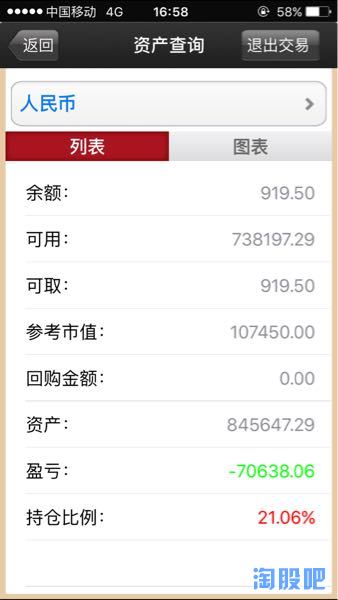 中国移动 4G 16:58 58%
返回 资产查询 退出交易
人民币
列表 图表
余额: 919.50
可用: 738197.29
可取: 919.50
参考市值: 107450.00
回购金额: 0.00
资产: 845647.29
盈亏: -70638.06
持仓比例: 21.06%
淘股吧